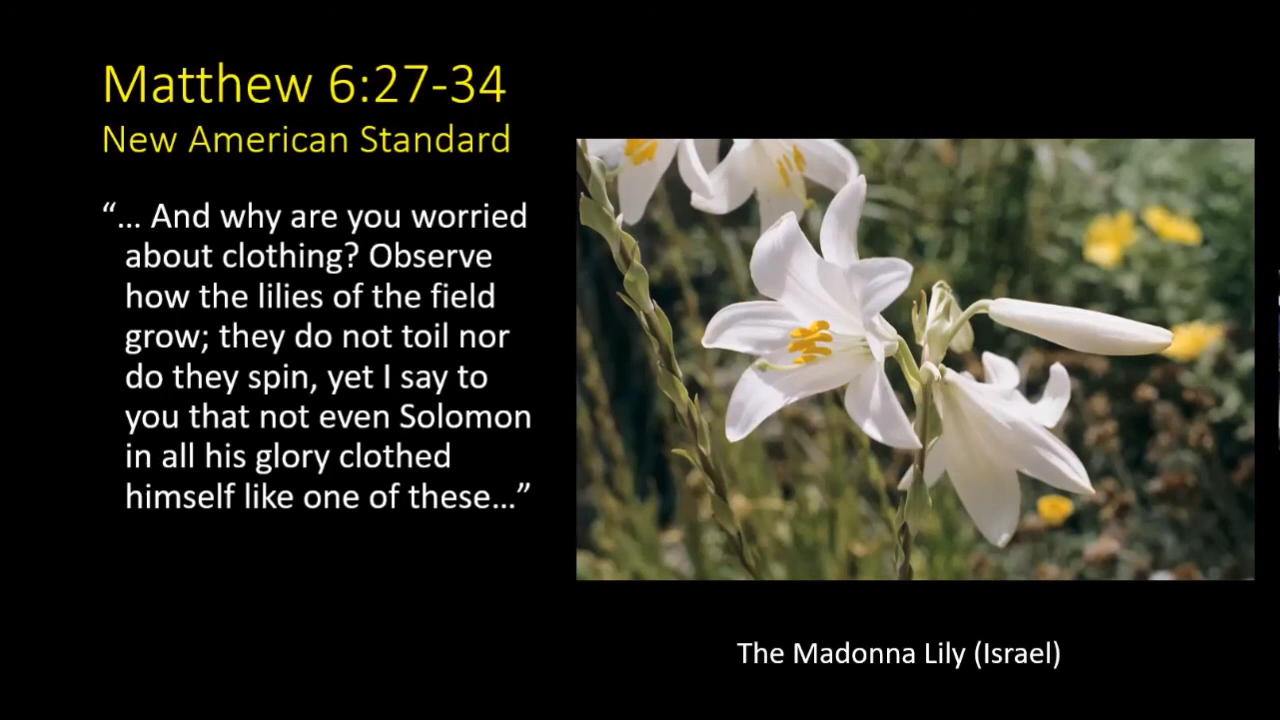 Matthew 6:27-34
New American Standard
“… And why are you worried
about clothing? Observe
how the lilies of the field
grow; they do not toil nor
do they spin, yet I say to
you that not even Solomon
in all his glory clothed
himself like one of these…”
The Madonna Lily (Israel)